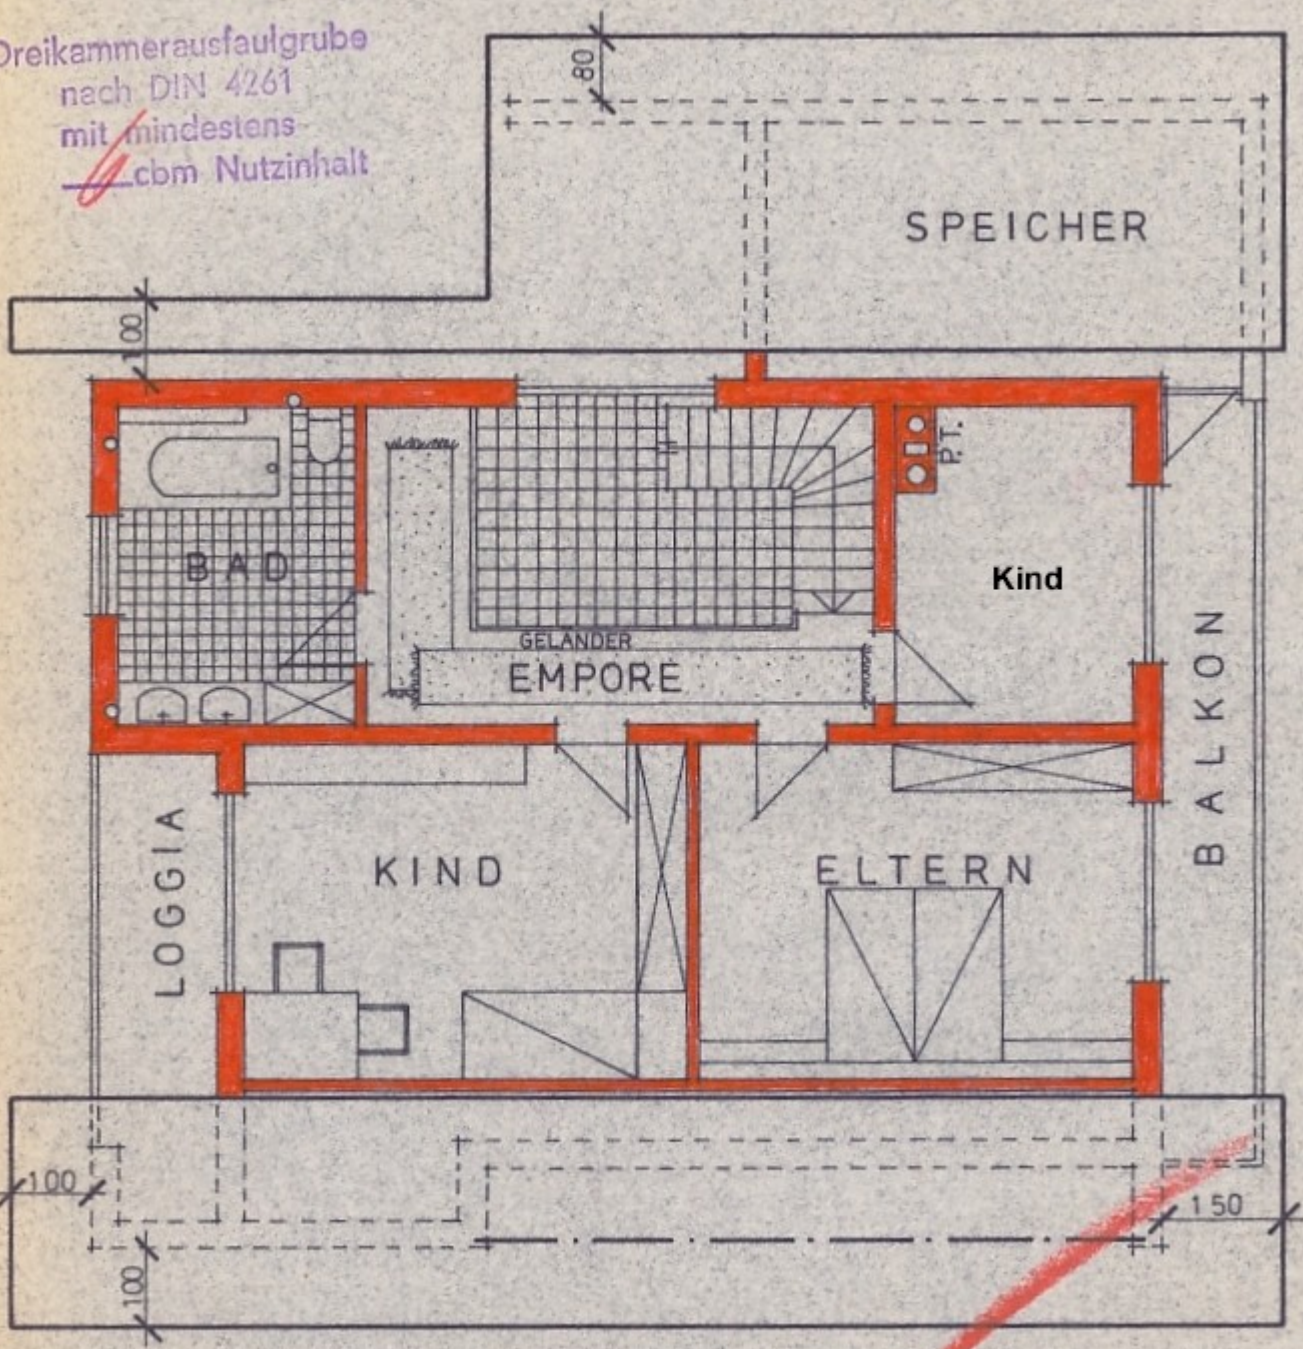 Dreikammerausfaulgrube
nach DIN 4261
mit mindestens
6 cbm Nutzinhalt
80
SPEICHER
100
P.T.
BAD
Kind
GELÄNDER
EMPORE
BALKON
LOGGIA
KIND
ELTERN
100
150
100